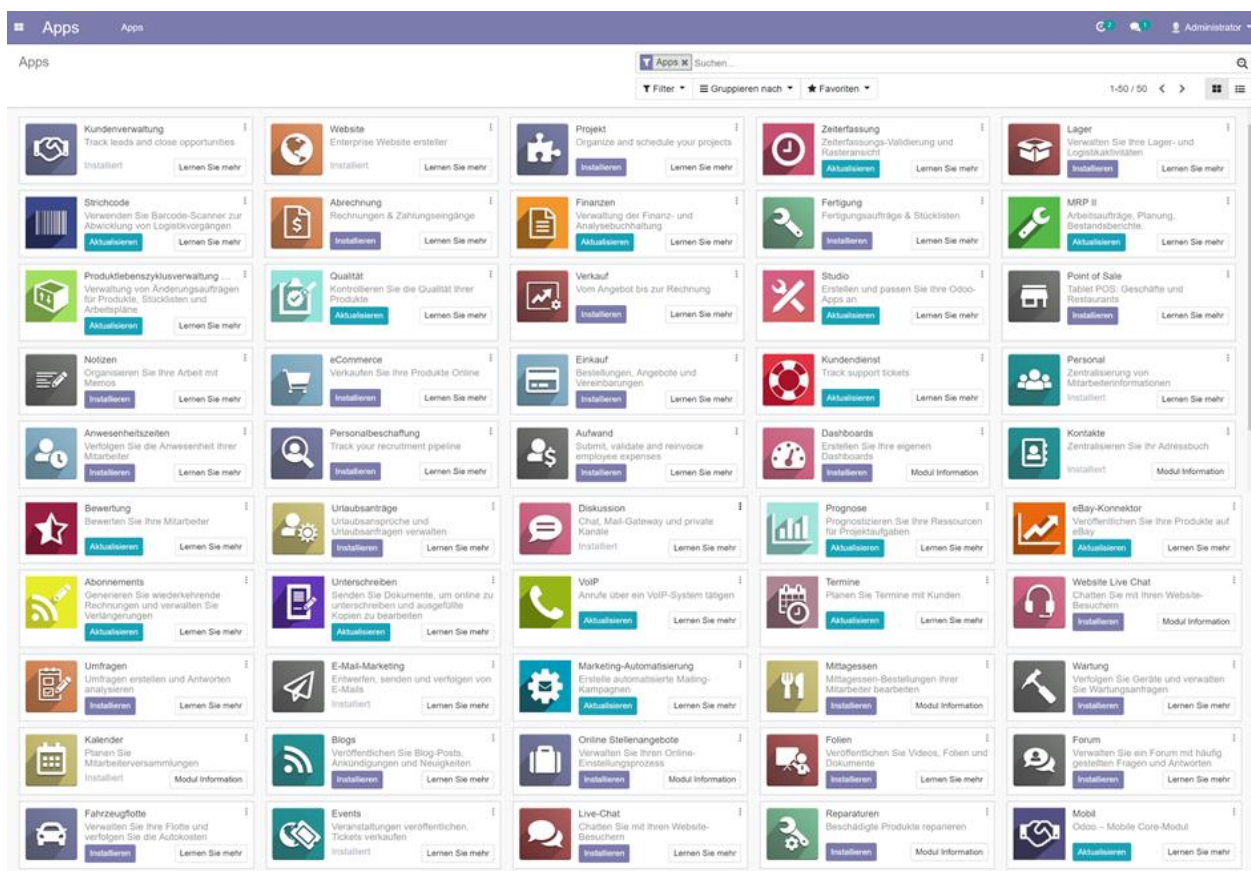 Apps Apps 2 1 Administrator
Apps
Apps Suchen...
Filter Gruppieren nach Favoriten 1-50 / 50
Kundenverwaltung
Track leads and close opportunities
Installiert Lernen Sie mehr
Website
Enterprise Website ersteller
Installiert Lernen Sie mehr
Projekt
Organize and schedule your projects
Installieren Lernen Sie mehr
Zeiterfassung
Zeiterfassungs-Validierung und
Rasteransicht
Aktualisieren Lernen Sie mehr
Lager
Verwalten Sie Ihre Lager- und
Logistikaktivitäten
Installieren Lernen Sie mehr
Strichcode
Verwenden Sie Barcode-Scanner zur
Abwicklung von Logistikvorgängen
Aktualisieren Lernen Sie mehr
Abrechnung
Rechnungen & Zahlungseingänge
Installieren Lernen Sie mehr
Finanzen
Verwaltung der Finanz- und
Analysebuchhaltung
Aktualisieren Lernen Sie mehr
Fertigung
Fertigungsaufträge & Stücklisten
Installieren Lernen Sie mehr
MRP II
Arbeitsaufträge, Planung,
Bestandsberichte.
Aktualisieren Lernen Sie mehr
Produktlebenszyklusverwaltung ...
Verwaltung von Änderungsaufträgen
für Produkte, Stücklisten und
Arbeitspläne
Aktualisieren Lernen Sie mehr
Qualität
Kontrollieren Sie die Qualität Ihrer
Produkte
Aktualisieren Lernen Sie mehr
Verkauf
Vom Angebot bis zur Rechnung
Installieren Lernen Sie mehr
Studio
Erstellen und passen Sie Ihre Odoo-
Apps an
Aktualisieren Lernen Sie mehr
Point of Sale
Tablet POS: Geschäfte und
Restaurants
Installieren Lernen Sie mehr
Notizen
Organisieren Sie Ihre Arbeit mit
Memos
Installieren Lernen Sie mehr
eCommerce
Verkaufen Sie Ihre Produkte Online
Installieren Lernen Sie mehr
Einkauf
Bestellungen, Angebote und
Vereinbarungen
Installieren Lernen Sie mehr
Kundendienst
Track support tickets
Aktualisieren Lernen Sie mehr
Personal
Zentralisierung von
Mitarbeiterinformationen
Installiert Lernen Sie mehr
Anwesenheitszeiten
Verfolgen Sie die Anwesenheit Ihrer
Mitarbeiter
Installieren Lernen Sie mehr
Personalbeschaffung
Track your recruitment pipeline
Installieren Lernen Sie mehr
Aufwand
Submit, validate and reinvoice
employee expenses
Installieren Lernen Sie mehr
Dashboards
Erstellen Sie Ihre eigenen
Dashboards
Installieren Modul Information
Kontakte
Zentralisieren Sie Ihr Adressbuch
Installiert Modul Information
Bewertung
Bewerten Sie Ihre Mitarbeiter
Aktualisieren Lernen Sie mehr
Urlaubsanträge
Urlaubsansprüche und
Urlaubsanfragen verwalten
Installieren Lernen Sie mehr
Diskussion
Chat, Mail-Gateway und private
Kanäle
Installiert Lernen Sie mehr
Prognose
Prognostizieren Sie Ihre Ressourcen
für Projektaufgaben
Aktualisieren Lernen Sie mehr
eBay-Konnektor
Veröffentlichen Sie Ihre Produkte auf
eBay
Aktualisieren Lernen Sie mehr
Abonnements
Generieren Sie wiederkehrende
Rechnungen und verwalten Sie
Verlängerungen
Aktualisieren Lernen Sie mehr
Unterschreiben
Senden Sie Dokumente, um online zu
unterschreiben und ausgefüllte
Kopien zu bearbeiten
Aktualisieren Lernen Sie mehr
VoIP
Anrufe über ein VoIP-System tätigen
Aktualisieren Lernen Sie mehr
Termine
Planen Sie Termine mit Kunden
Aktualisieren Lernen Sie mehr
Website Live Chat
Chatten Sie mit Ihren Website-
Besuchern
Installieren Modul Information
Umfragen
Umfragen erstellen und Antworten
analysieren
Installieren Lernen Sie mehr
E-Mail-Marketing
Entwerfen, senden und verfolgen von
E-Mails
Installiert Lernen Sie mehr
Marketing-Automatisierung
Erstelle automatisierte Mailing-
Kampagnen
Aktualisieren Lernen Sie mehr
Mittagessen
Mittagessen-Bestellungen Ihrer
Mitarbeiter bearbeiten
Installieren Modul Information
Wartung
Verfolgen Sie Geräte und verwalten
Sie Wartungsanfragen
Installieren Lernen Sie mehr
Kalender
Planen Sie
Mitarbeiterversammlungen
Installiert Modul Information
Blogs
Veröffentlichen Sie Blog-Posts,
Ankündigungen und Neuigkeiten
Installieren Lernen Sie mehr
Online Stellenangebote
Verwalten Sie Ihren Online-
Einstellungsprozess
Installieren Modul Information
Folien
Veröffentlichen Sie Videos, Folien und
Dokumente
Installieren Lernen Sie mehr
Forum
Verwalten Sie ein Forum mit häufig
gestellten Fragen und Antworten
Installieren Lernen Sie mehr
Fahrzeugflotte
Verwalten Sie Ihre Flotte und
verfolgen Sie die Autokosten
Installieren Lernen Sie mehr
Events
Veranstaltungen veröffentlichen,
Tickets verkaufen
Installiert Lernen Sie mehr
Live-Chat
Chatten Sie mit Ihren Website-
Besuchern
Installieren Lernen Sie mehr
Reparaturen
Beschädigte Produkte reparieren
Installieren Modul Information
Mobil
Odoo – Mobile Core-Modul
Aktualisieren Lernen Sie mehr